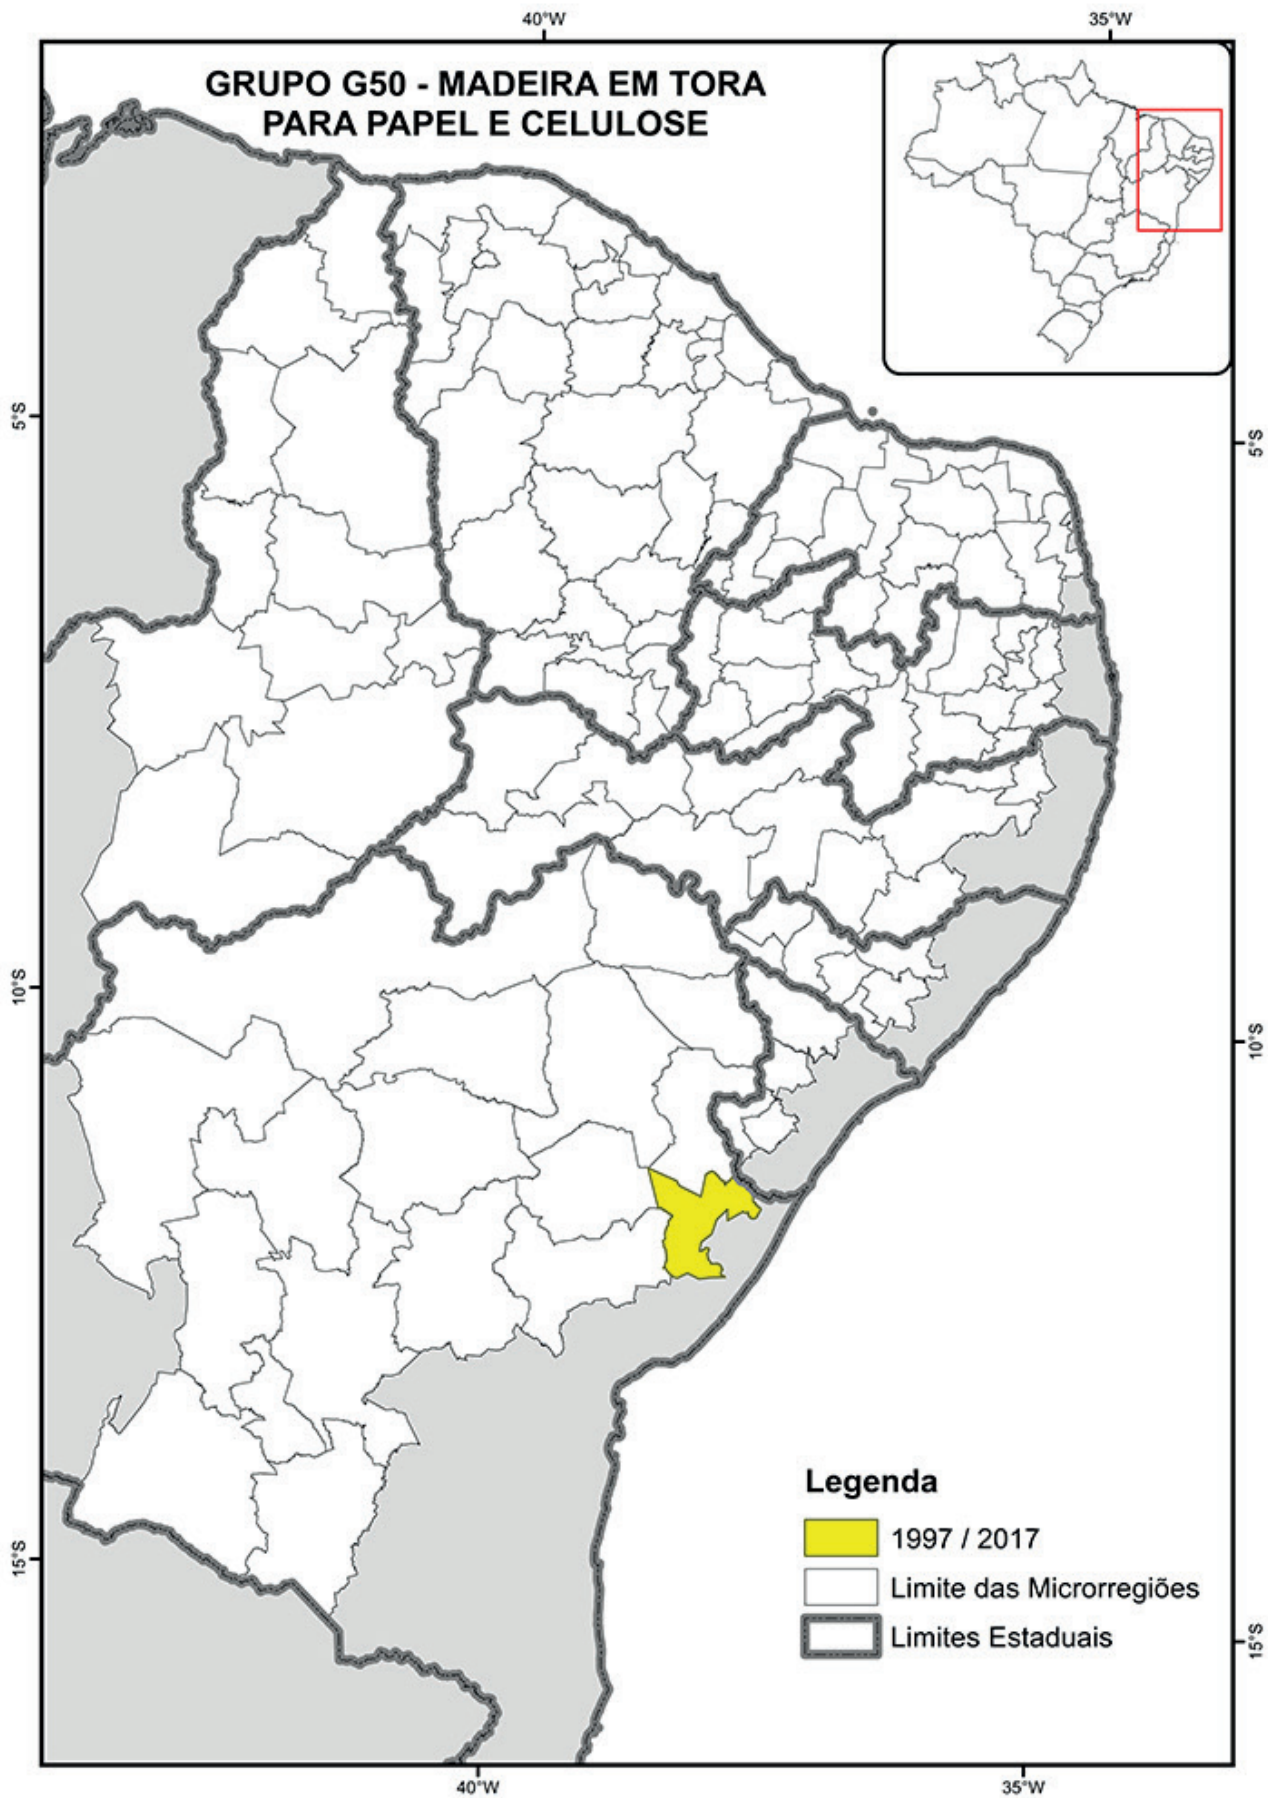 40°W
35°W
GRUPO G50 - MADEIRA EM TORA
PARA PAPEL E CELULOSE
5°S
5°S
10°S
10°S
Legenda
1997 / 2017
Limite das Microrregiões
Limites Estaduais
15°S
15°S
40°W
35°W